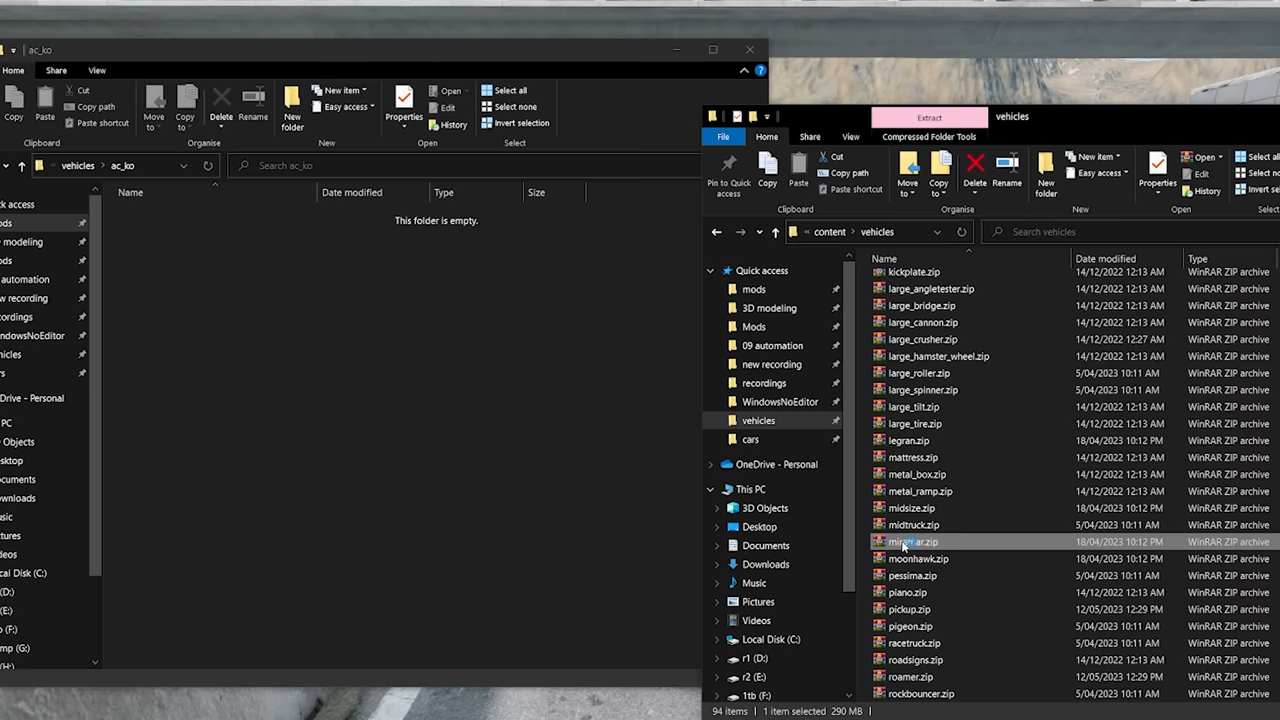 ac_ko
Home Share View
Copy
Paste
Cut
Copy path
Paste shortcut
Move to
Copy to
Delete
Rename
New folder
New item
Easy access
Properties
Open
Edit
History
Select all
Select none
Invert selection
Clipboard Organise New Open Select
vehicles > ac_ko
Search ac_ko
Name Date modified Type Size
This folder is empty.
ck access
ods
modeling
ods
automation
w recording
cordings
ndowsNoEditor
hicles
rs
eDrive - Personal
PC
Objects
sktop
cuments
wnloads
usic
ctures
deos
cal Disk (C:)
(D:)
(E:)
(F:)
mp (G:)
(H:)
Extract vehicles
File Home Share View Compressed Folder Tools
Pin to Quick access
Copy
Paste
Cut
Copy path
Paste shortcut
Move to
Copy to
Delete
Rename
New folder
New item
Easy access
Properties
Open
Edit
History
Select al
Select no
Invert se
Clipboard Organise New Open Selec
« content > vehicles
Search vehicles
Quick access
mods
3D modeling
Mods
09 automation
new recording
recordings
WindowsNoEditor
vehicles
cars
OneDrive - Personal
This PC
3D Objects
Desktop
Documents
Downloads
Music
Pictures
Videos
Local Disk (C:)
r1 (D:)
r2 (E:)
1tb (F:)
Name Date modified Type
kickplate.zip 14/12/2022 12:13 AM WinRAR ZIP archive
large_angletester.zip 14/12/2022 12:13 AM WinRAR ZIP archive
large_bridge.zip 14/12/2022 12:13 AM WinRAR ZIP archive
large_cannon.zip 14/12/2022 12:13 AM WinRAR ZIP archive
large_crusher.zip 14/12/2022 12:27 AM WinRAR ZIP archive
large_hamster_wheel.zip 14/12/2022 12:13 AM WinRAR ZIP archive
large_roller.zip 5/04/2023 10:11 AM WinRAR ZIP archive
large_spinner.zip 5/04/2023 10:11 AM WinRAR ZIP archive
large_tilt.zip 14/12/2022 12:13 AM WinRAR ZIP archive
large_tire.zip 14/12/2022 12:13 AM WinRAR ZIP archive
legran.zip 18/04/2023 10:12 PM WinRAR ZIP archive
mattress.zip 14/12/2022 12:13 AM WinRAR ZIP archive
metal_box.zip 14/12/2022 12:13 AM WinRAR ZIP archive
metal_ramp.zip 14/12/2022 12:13 AM WinRAR ZIP archive
midsize.zip 18/04/2023 10:12 PM WinRAR ZIP archive
midtruck.zip 5/04/2023 10:11 AM WinRAR ZIP archive
miramar.zip 18/04/2023 10:12 PM WinRAR ZIP archive
moonhawk.zip 18/04/2023 10:12 PM WinRAR ZIP archive
pessima.zip 5/04/2023 10:11 AM WinRAR ZIP archive
piano.zip 14/12/2022 12:13 AM WinRAR ZIP archive
pickup.zip 12/05/2023 12:29 PM WinRAR ZIP archive
pigeon.zip 5/04/2023 10:11 AM WinRAR ZIP archive
racetruck.zip 5/04/2023 10:11 AM WinRAR ZIP archive
roadsigns.zip 14/12/2022 12:13 AM WinRAR ZIP archive
roamer.zip 12/05/2023 12:29 PM WinRAR ZIP archive
rockbouncer.zip 5/04/2023 10:11 AM WinRAR ZIP archive
94 items 1 item selected 290 MB